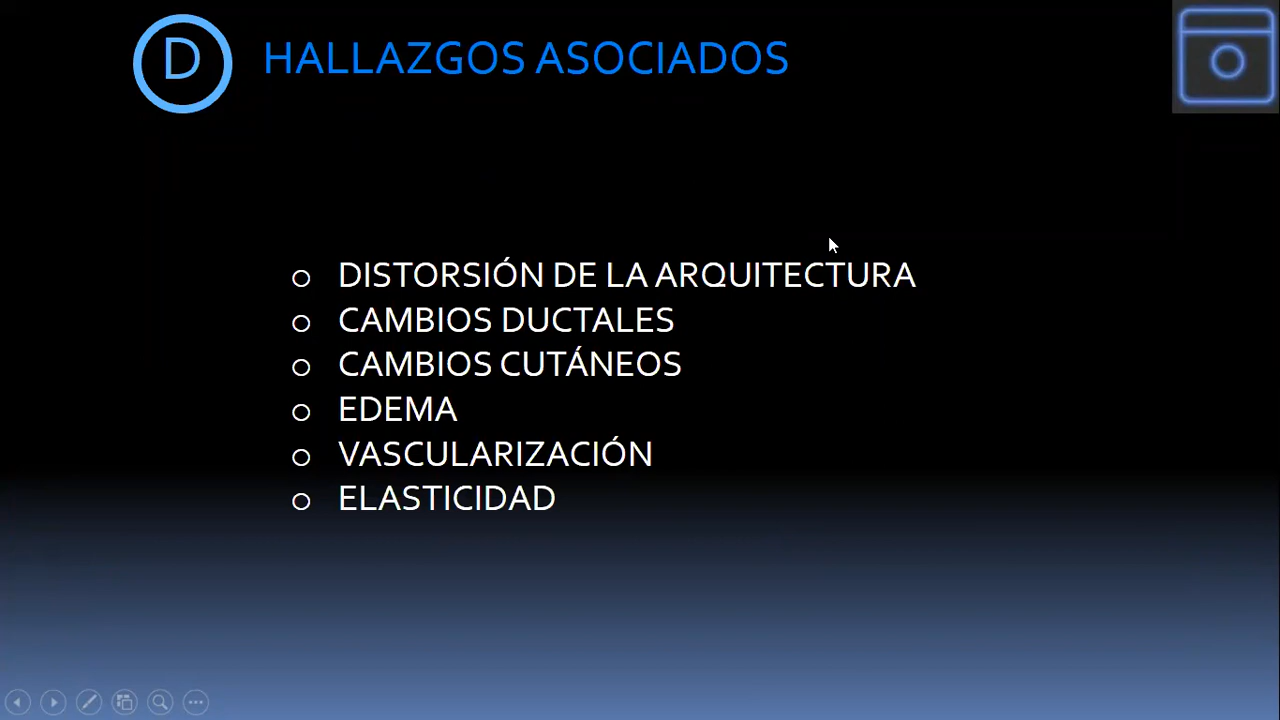 D
HALLAZGOS ASOCIADOS
DISTORSIÓN DE LA ARQUITECTURA
CAMBIOS DUCTALES
CAMBIOS CUTÁNEOS
EDEMA
VASCULARIZACIÓN
ELASTICIDAD